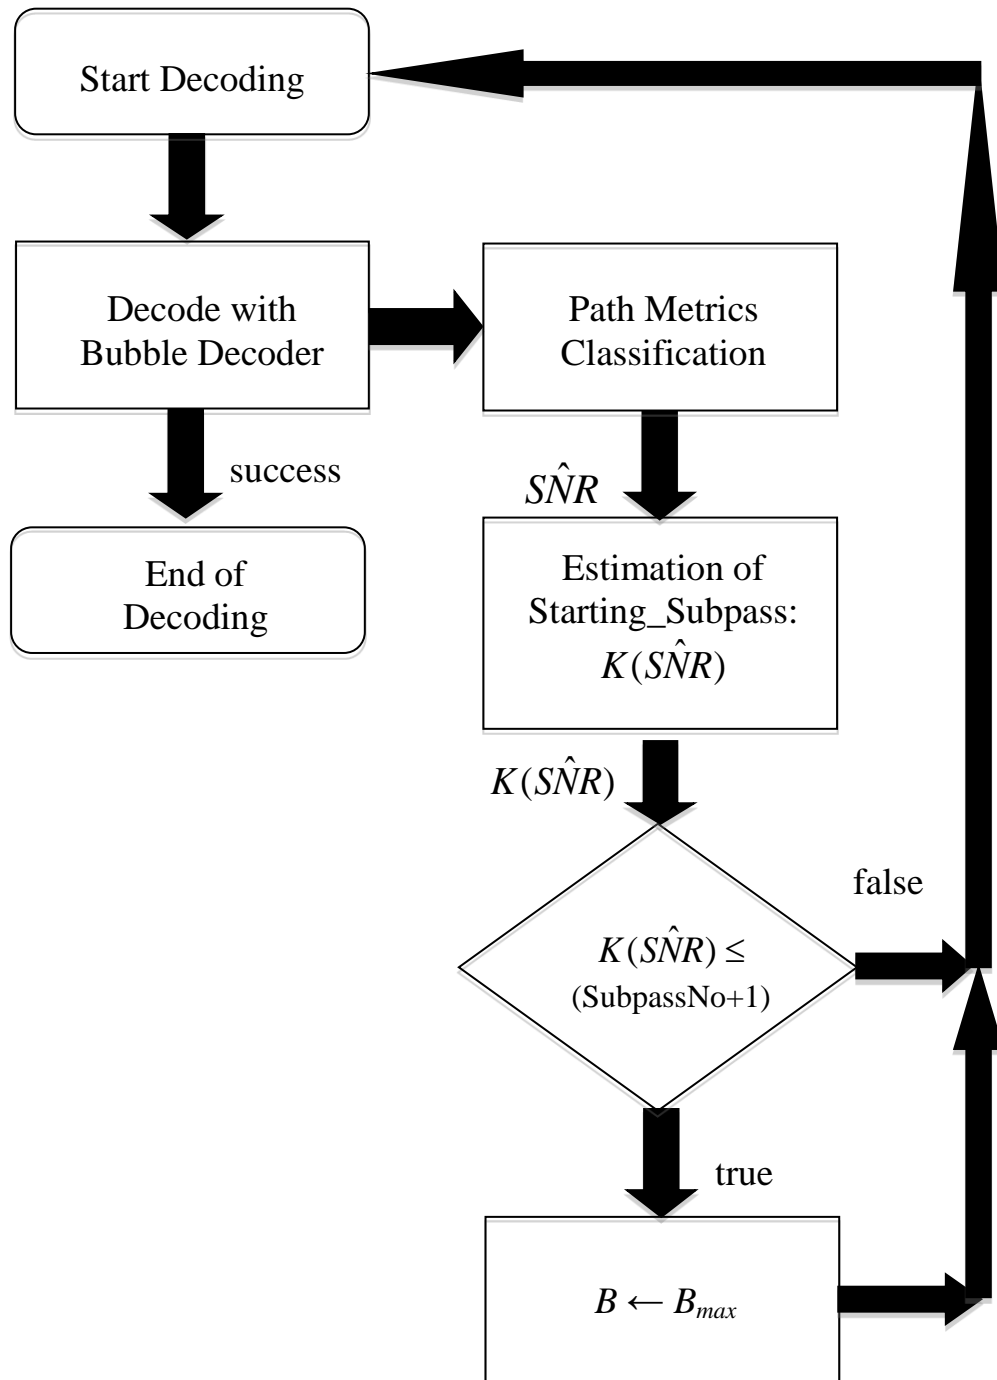 Start Decoding
Decode with
Bubble Decoder
Path Metrics
Classification
success
SN̂R
End of
Decoding
Estimation of
Starting_Subpass:
K(SN̂R)
K(SN̂R)
false
K(SN̂R) ≤
(SubpassNo+1)
true
B ← Bmax